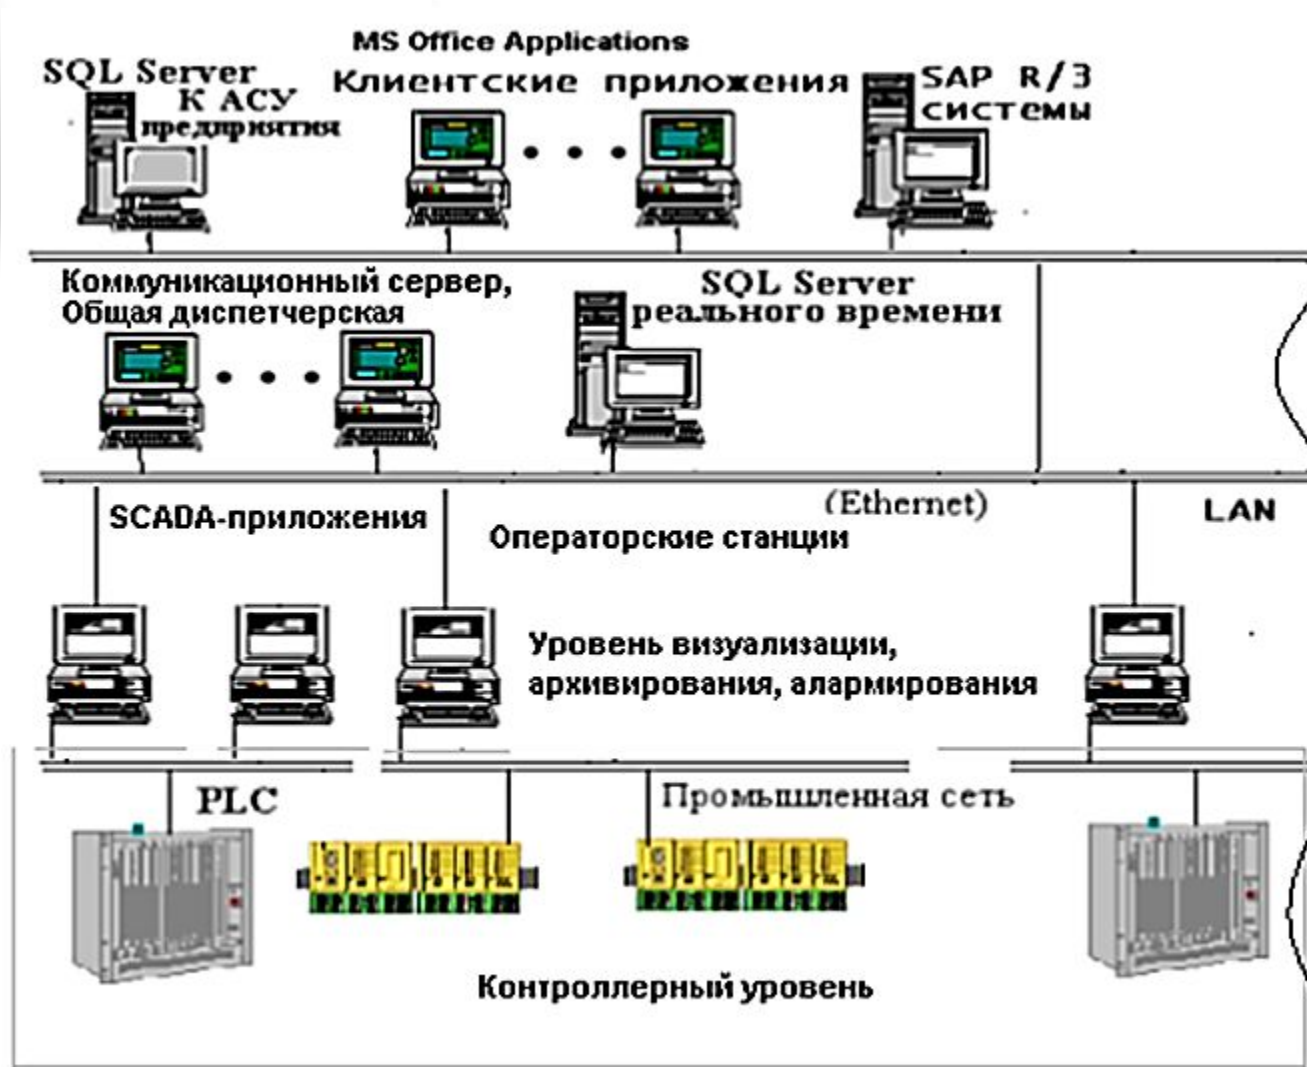 MS Office Applications
SQL Server
К АСУ
предприятия
Клиентские приложения
SAP R/3
системы
Коммуникационный сервер,
Общая диспетчерская
SQL Server
реального времени
(Ethernet)
LAN
SCADA-приложения
Операторские станции
Уровень визуализации,
архивирования, алармирования
PLC
Промышленная сеть
Контроллерный уровень